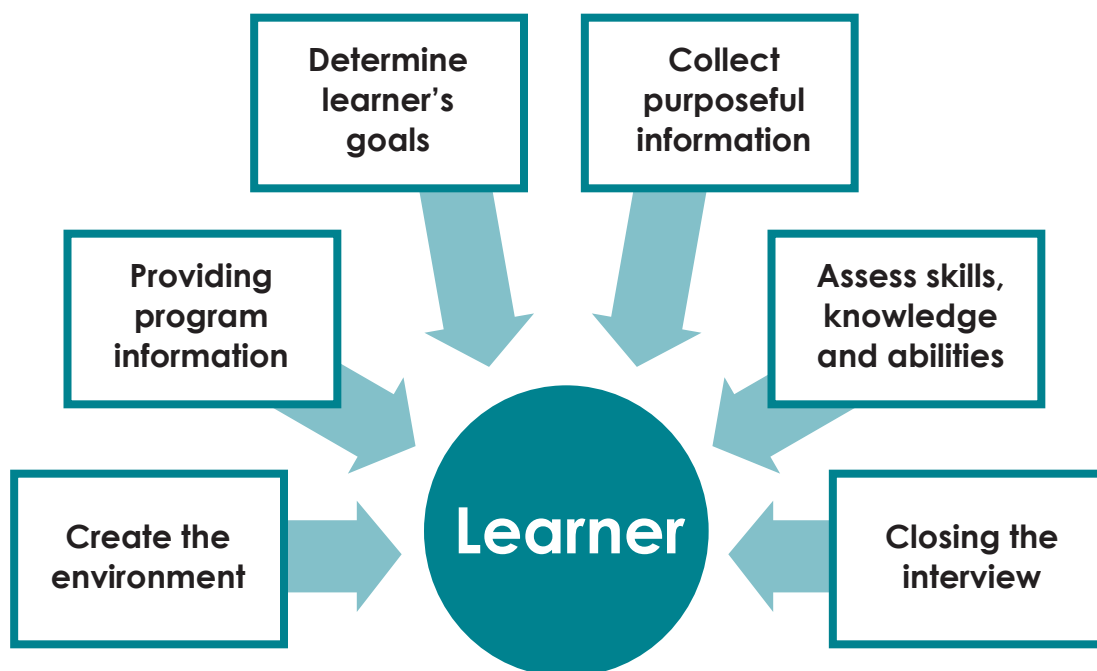 Determine
learner’s
goals
Collect
purposeful
information
Providing
program
information
Assess skills,
knowledge
and abilities
Create the
environment
Learner
Closing the
interview